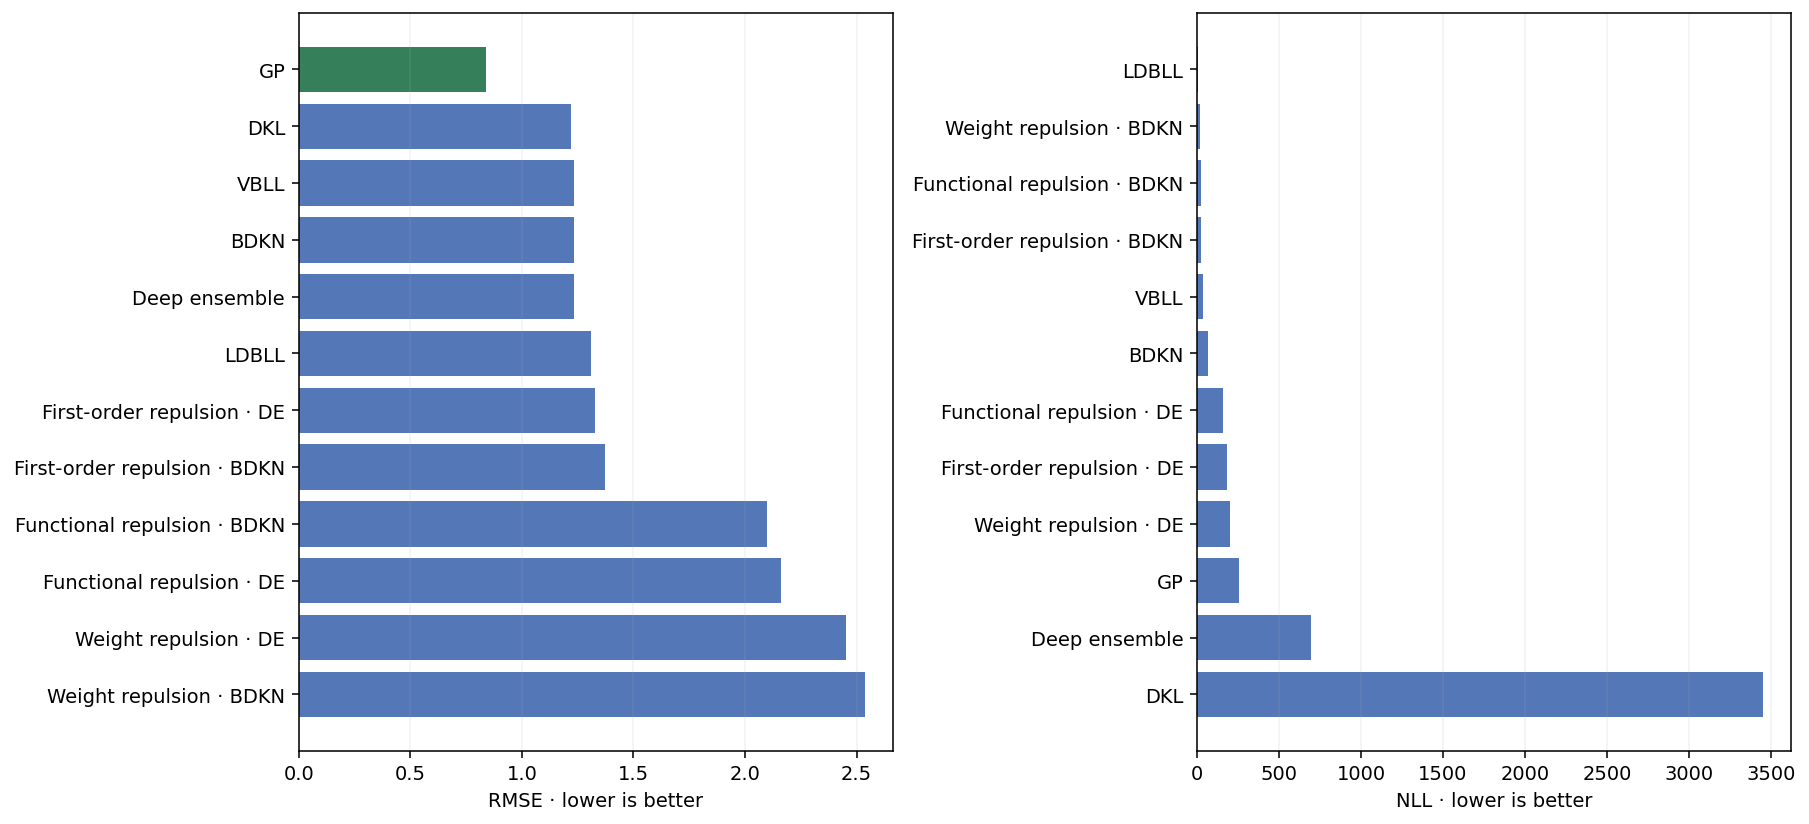 GP
DKL
VBLL
BDKN
Deep ensemble
LDBLL
First-order repulsion · DE
First-order repulsion · BDKN
Functional repulsion · BDKN
Functional repulsion · DE
Weight repulsion · DE
Weight repulsion · BDKN
0.0 0.5 1.0 1.5 2.0 2.5
RMSE · lower is better
LDBLL
Weight repulsion · BDKN
Functional repulsion · BDKN
First-order repulsion · BDKN
VBLL
BDKN
Functional repulsion · DE
First-order repulsion · DE
Weight repulsion · DE
GP
Deep ensemble
DKL
0 500 1000 1500 2000 2500 3000 3500
NLL · lower is better